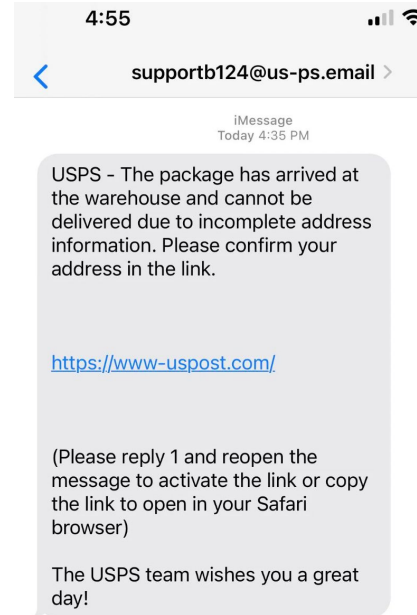 4:55
supportb124@us-ps.email
iMessage
Today 4:35 PM
USPS - The package has arrived at
the warehouse and cannot be
delivered due to incomplete address
information. Please confirm your
address in the link.
https://www-uspost.com/
(Please reply 1 and reopen the
message to activate the link or copy
the link to open in your Safari
browser)
The USPS team wishes you a great
day!